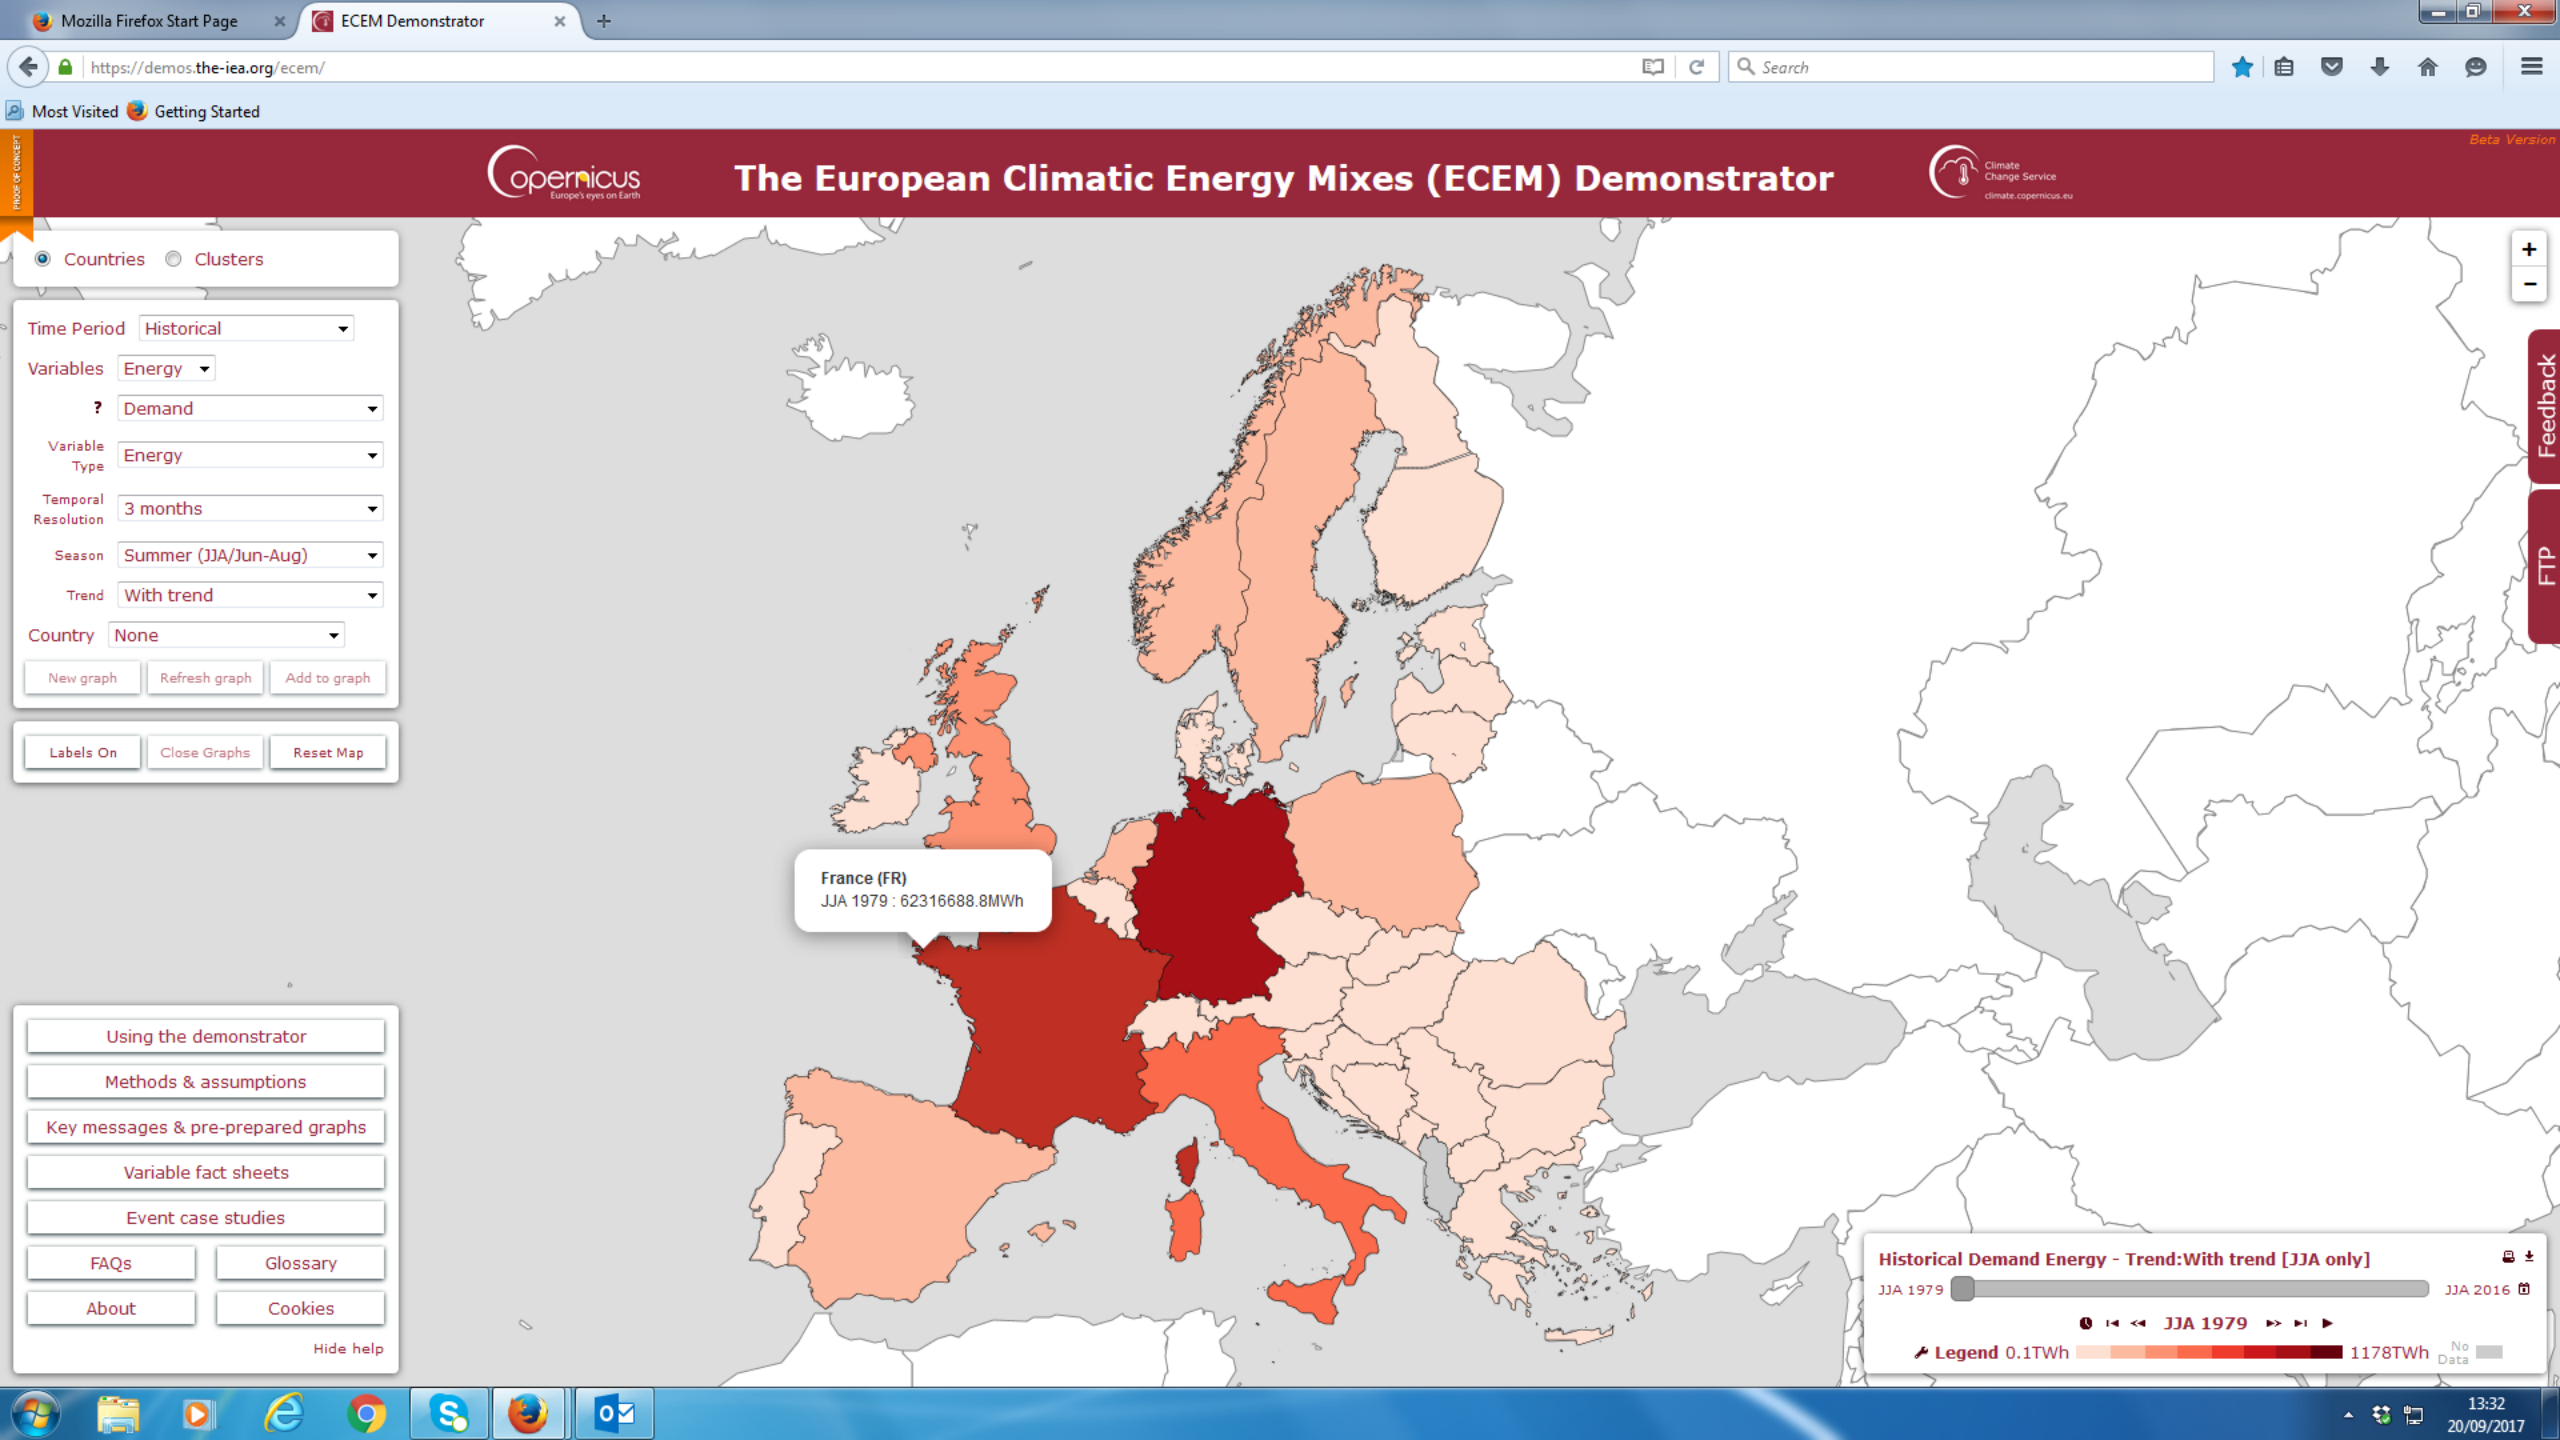 Mozilla Firefox Start Page
ECEM Demonstrator
https://demos.the-iea.org/ecem/
Search
Most Visited
Getting Started
PROOF OF CONCEPT
Copernicus
Europe's eyes on Earth
The European Climatic Energy Mixes (ECEM) Demonstrator
Climate
Change Service
climate.copernicus.eu
Beta Version
Countries
Clusters
Time Period
Historical
Variables
Energy
?
Demand
Variable
Type
Energy
Temporal
Resolution
3 months
Season
Summer (JJA/Jun-Aug)
Trend
With trend
Country
None
New graph
Refresh graph
Add to graph
Labels On
Close Graphs
Reset Map
+
−
Feedback
FTP
France (FR)
JJA 1979 : 62316688.8MWh
Using the demonstrator
Methods & assumptions
Key messages & pre-prepared graphs
Variable fact sheets
Event case studies
FAQs
Glossary
About
Cookies
Hide help
Historical Demand Energy - Trend:With trend [JJA only]
JJA 1979
JJA 2016
JJA 1979
Legend 0.1TWh
1178TWh
No
Data
13:32
20/09/2017